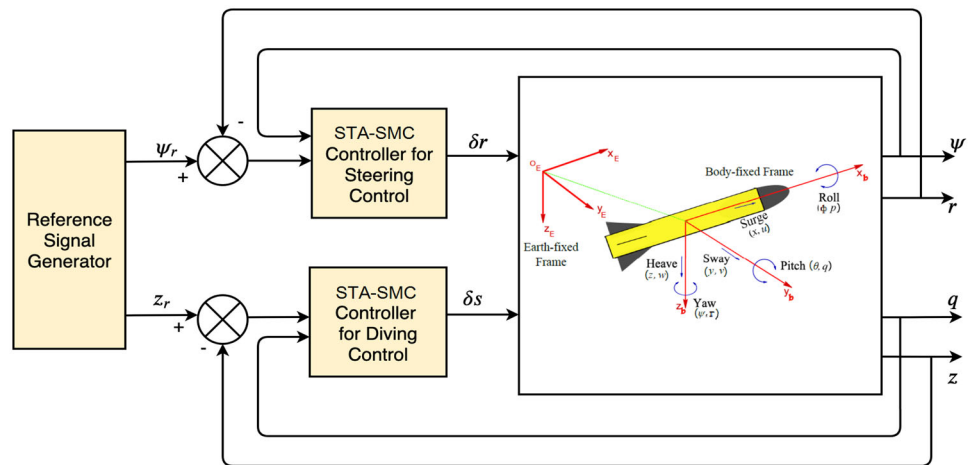 Reference
Signal
Generator
ψr
+
-
zr
+
-
STA-SMC
Controller for
Steering
Control
STA-SMC
Controller
for Diving
Control
δr
δs
OE
xE
yE
zE
Earth-fixed
Frame
Body-fixed Frame
xb
Roll
(ϕ p)
Surge
(x, u)
Sway
(y, v)
Heave
(z, w)
Pitch (θ, q)
yb
zb
Yaw
(ψ,r)
ψ
r
q
z